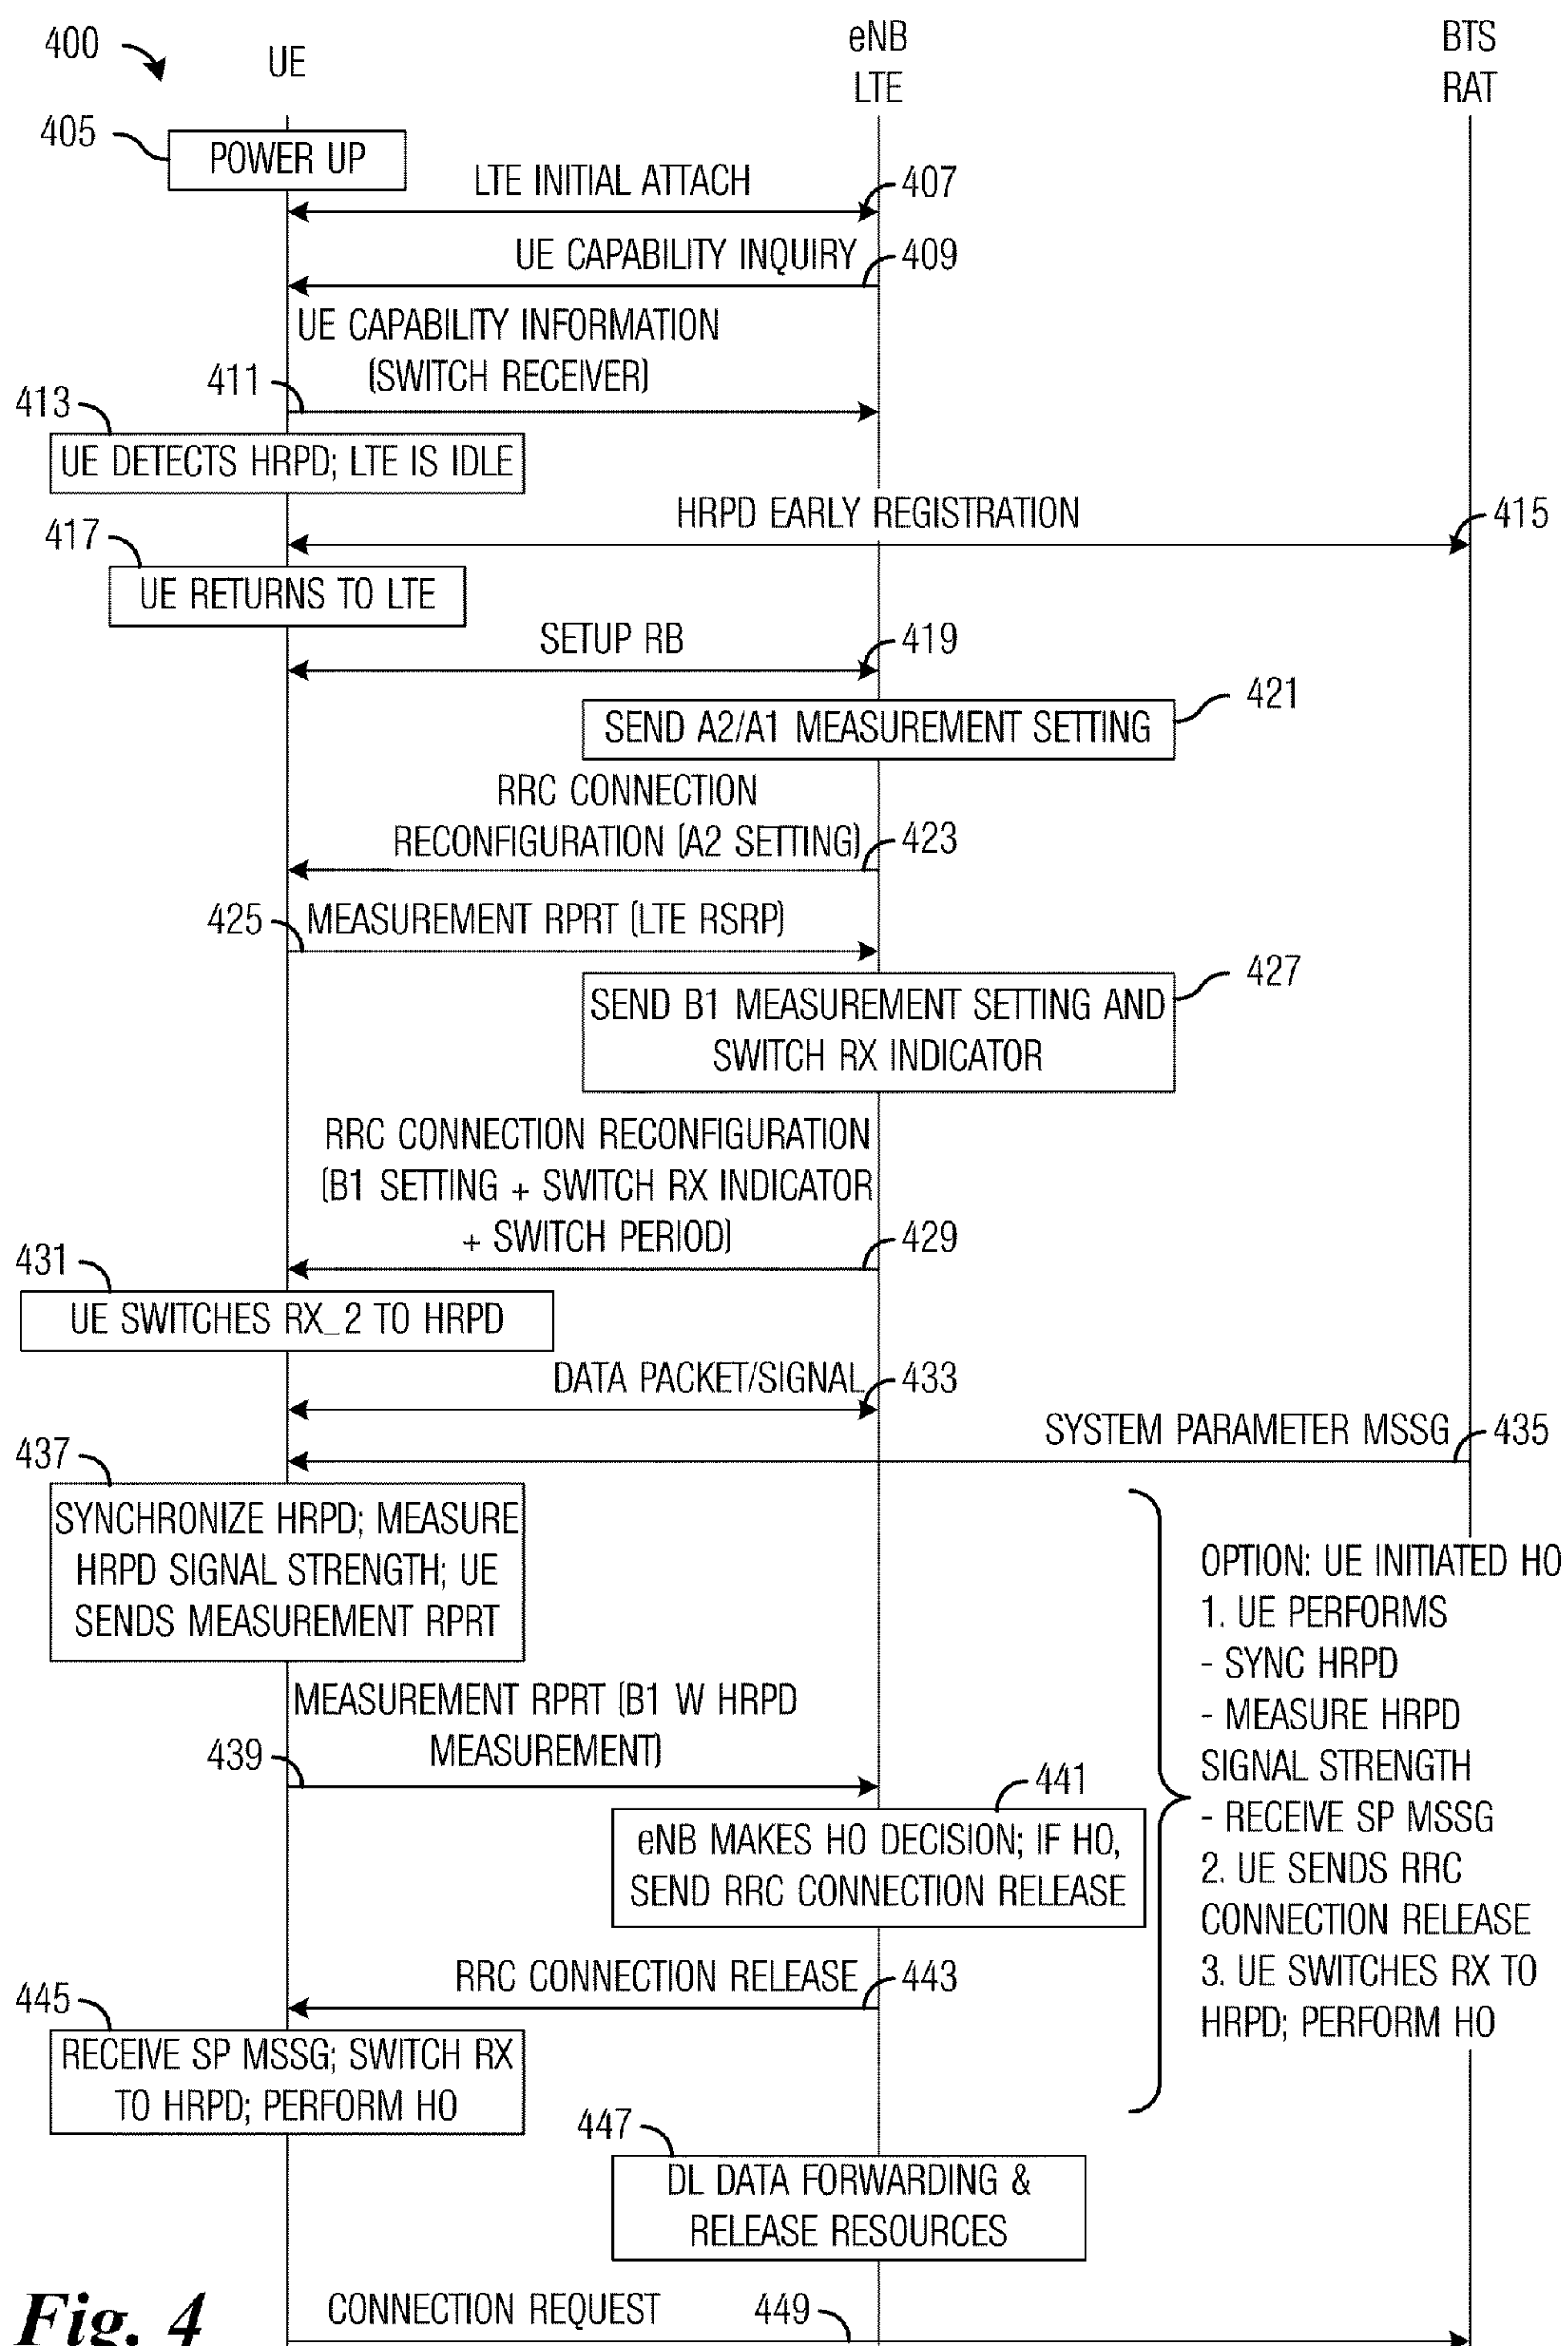 400
UE
eNB
LTE
BTS
RAT
405
POWER UP
LTE INITIAL ATTACH
407
UE CAPABILITY INQUIRY
409
UE CAPABILITY INFORMATION
(SWITCH RECEIVER)
411
413
UE DETECTS HRPD; LTE IS IDLE
HRPD EARLY REGISTRATION
415
417
UE RETURNS TO LTE
SETUP RB
419
421
SEND A2/A1 MEASUREMENT SETTING
RRC CONNECTION
RECONFIGURATION (A2 SETTING)
423
425
MEASUREMENT RPRT (LTE RSRP)
427
SEND B1 MEASUREMENT SETTING AND
SWITCH RX INDICATOR
RRC CONNECTION RECONFIGURATION
(B1 SETTING + SWITCH RX INDICATOR
+ SWITCH PERIOD)
429
431
UE SWITCHES RX_2 TO HRPD
DATA PACKET/SIGNAL
433
SYSTEM PARAMETER MSSG
435
437
SYNCHRONIZE HRPD; MEASURE
HRPD SIGNAL STRENGTH; UE
SENDS MEASUREMENT RPRT
MEASUREMENT RPRT (B1 W HRPD
MEASUREMENT)
439
441
eNB MAKES HO DECISION; IF HO,
SEND RRC CONNECTION RELEASE
RRC CONNECTION RELEASE
443
445
RECEIVE SP MSSG; SWITCH RX
TO HRPD; PERFORM HO
OPTION: UE INITIATED HO
1. UE PERFORMS
- SYNC HRPD
- MEASURE HRPD
SIGNAL STRENGTH
- RECEIVE SP MSSG
2. UE SENDS RRC
CONNECTION RELEASE
3. UE SWITCHES RX TO
HRPD; PERFORM HO
447
DL DATA FORWARDING &
RELEASE RESOURCES
CONNECTION REQUEST
449
Fig. 4